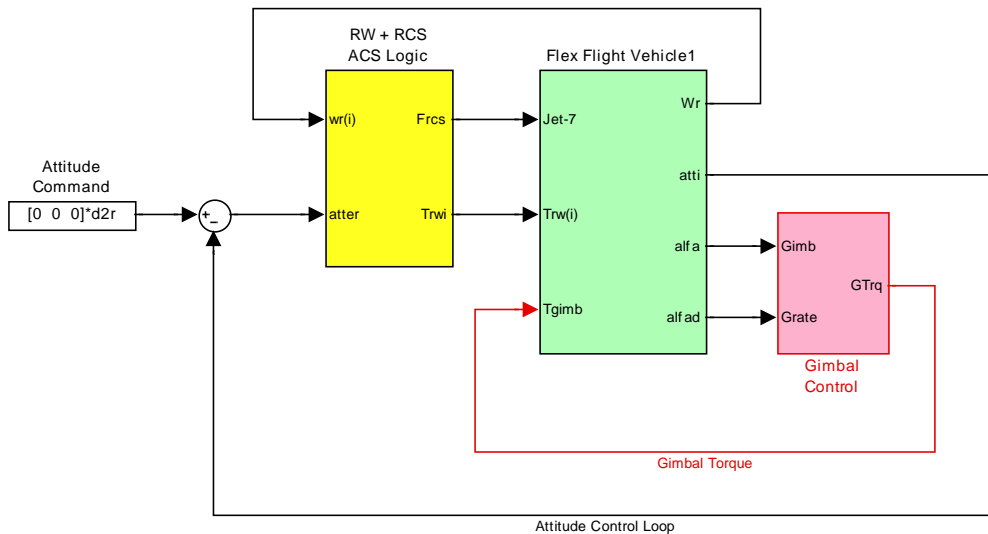 RW + RCS
ACS Logic
Flex Flight Vehicle1
wr(i)
Frcs
atter
Trwi
Jet-7
Trw(i)
Tgimb
Wr
atti
alfa
alfad
Attitude
Command
[0 0 0]*d2r
+
−
Gimb
Grate
GTrq
Gimbal
Control
Gimbal Torque
Attitude Control Loop